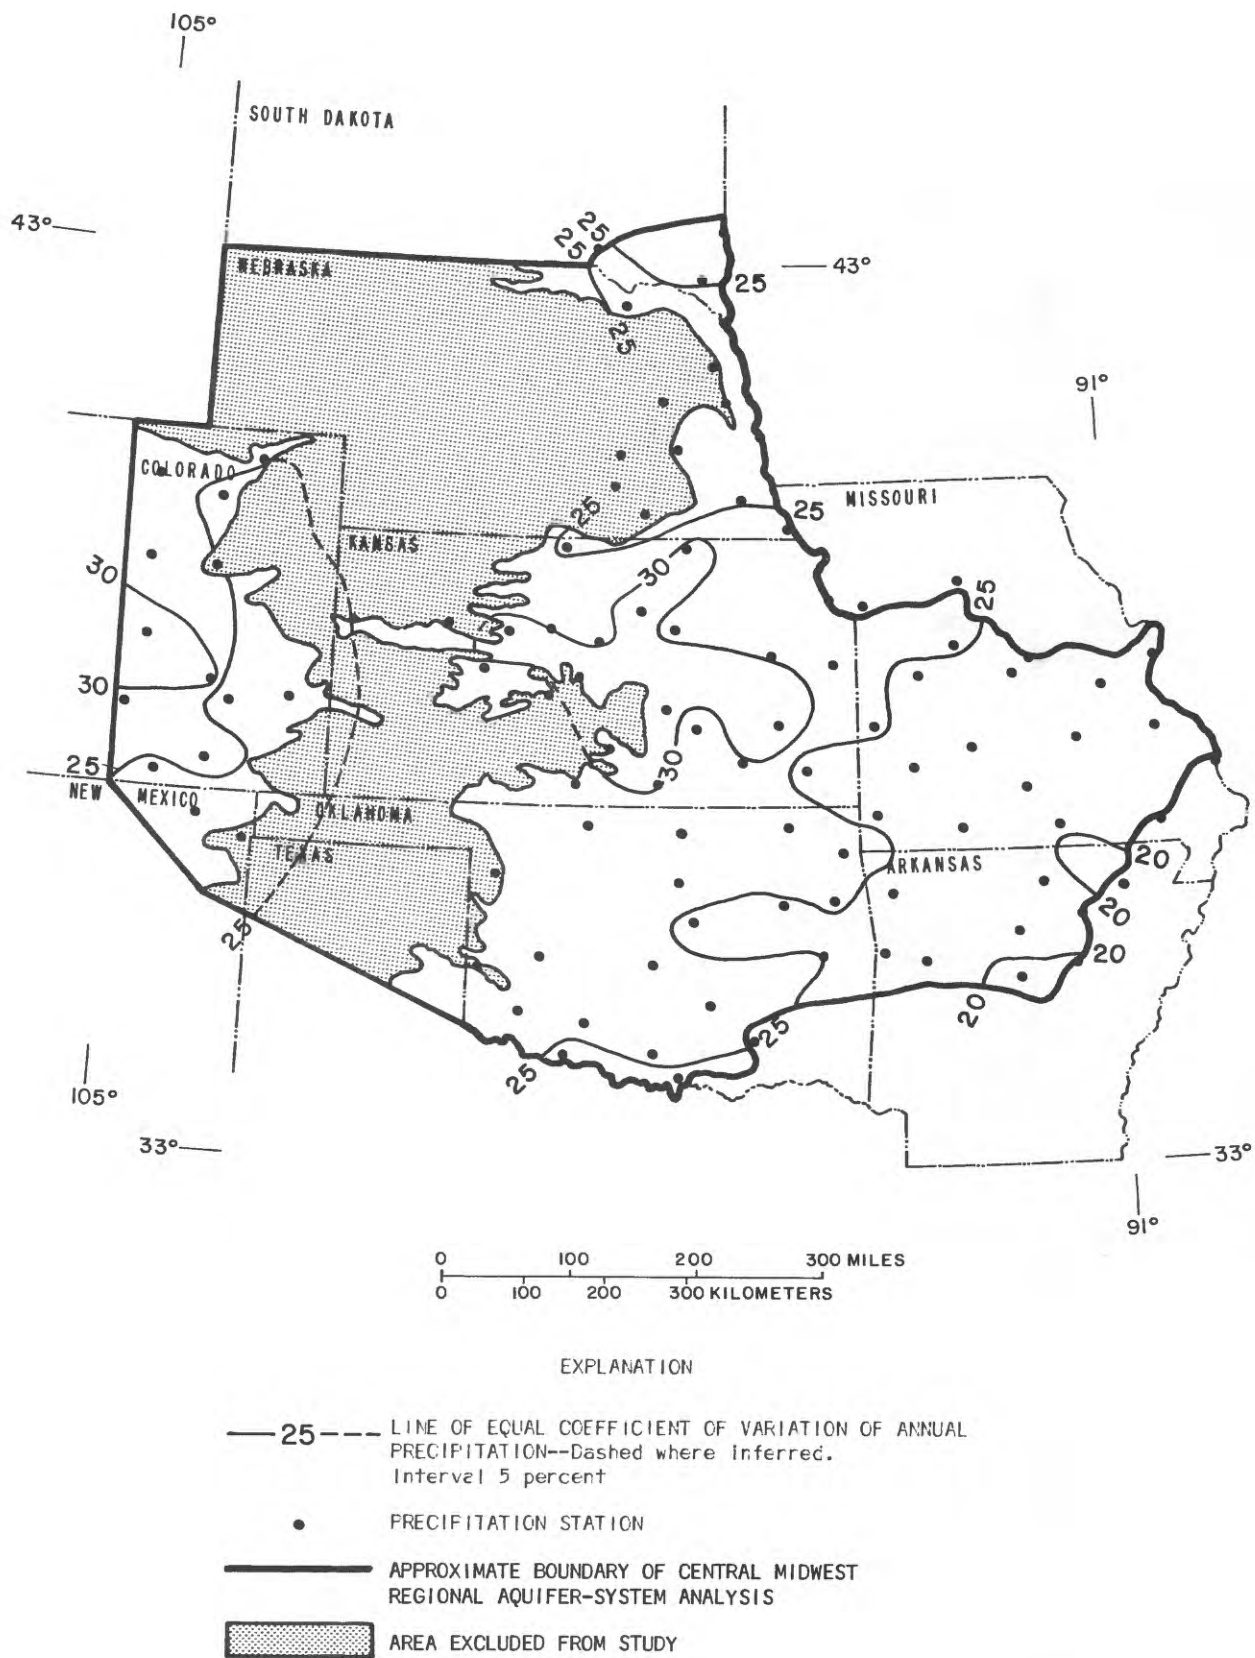 105°
SOUTH DAKOTA
43°
25
25
NEBRASKA
43°
25
25
91°
COLORADO
25
25
MISSOURI
KANSAS
30
30
25
30
30
25
NEW MEXICO
OKLAHOMA
TEXAS
ARKANSAS
20
20
25
20
20
25
25
105°
33°
33°
91°
0 100 200 300 MILES
0 100 200 300 KILOMETERS
EXPLANATION
25 LINE OF EQUAL COEFFICIENT OF VARIATION OF ANNUAL
PRECIPITATION--Dashed where inferred.
Interval 5 percent
PRECIPITATION STATION
APPROXIMATE BOUNDARY OF CENTRAL MIDWEST
REGIONAL AQUIFER-SYSTEM ANALYSIS
AREA EXCLUDED FROM STUDY